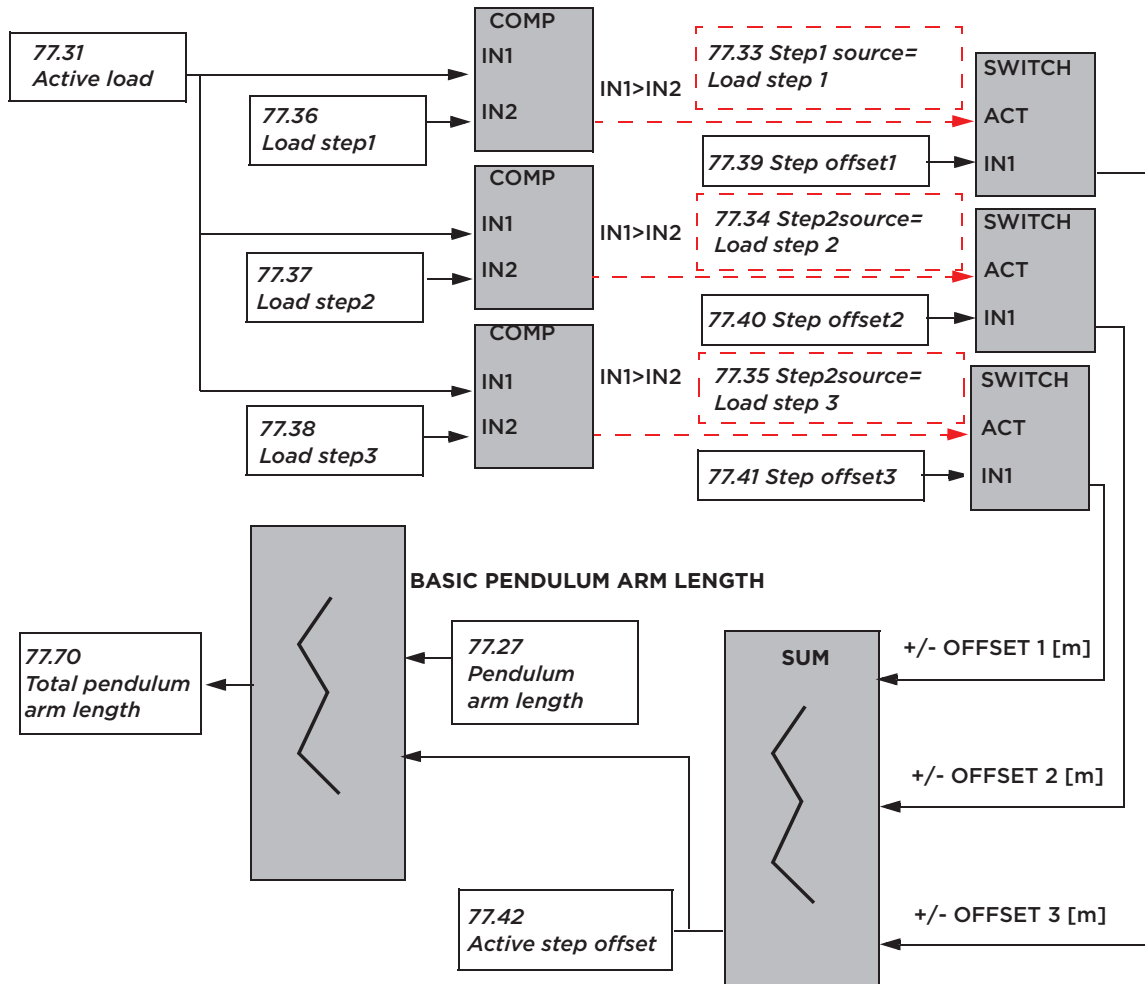 77.31
Active load
COMP
IN1
IN2
77.36
Load step1
IN1>IN2
77.33 Step1 source=
Load step 1
77.39 Step offset1
SWITCH
ACT
IN1
COMP
IN1
IN2
77.37
Load step2
IN1>IN2
77.34 Step2source=
Load step 2
77.40 Step offset2
SWITCH
ACT
IN1
COMP
IN1
IN2
77.38
Load step3
IN1>IN2
77.35 Step2source=
Load step 3
77.41 Step offset3
SWITCH
ACT
IN1
BASIC PENDULUM ARM LENGTH
77.70
Total pendulum
arm length
77.27
Pendulum
arm length
SUM
+/- OFFSET 1 [m]
+/- OFFSET 2 [m]
+/- OFFSET 3 [m]
77.42
Active step offset